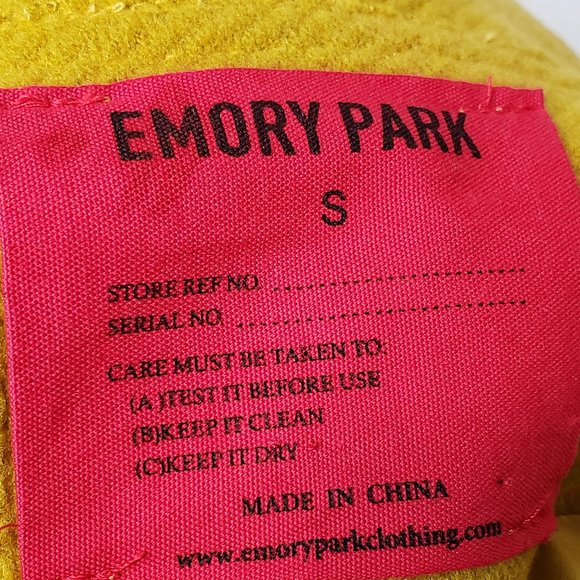 EMORY PARK
S
STORE REF NO. ..............................
SERIAL NO. ..................................
CARE MUST BE TAKEN TO:
(A)TEST IT BEFORE USE
(B)KEEP IT CLEAN
(C)KEEP IT DRY
MADE IN CHINA
www.emoryparkclothing.com